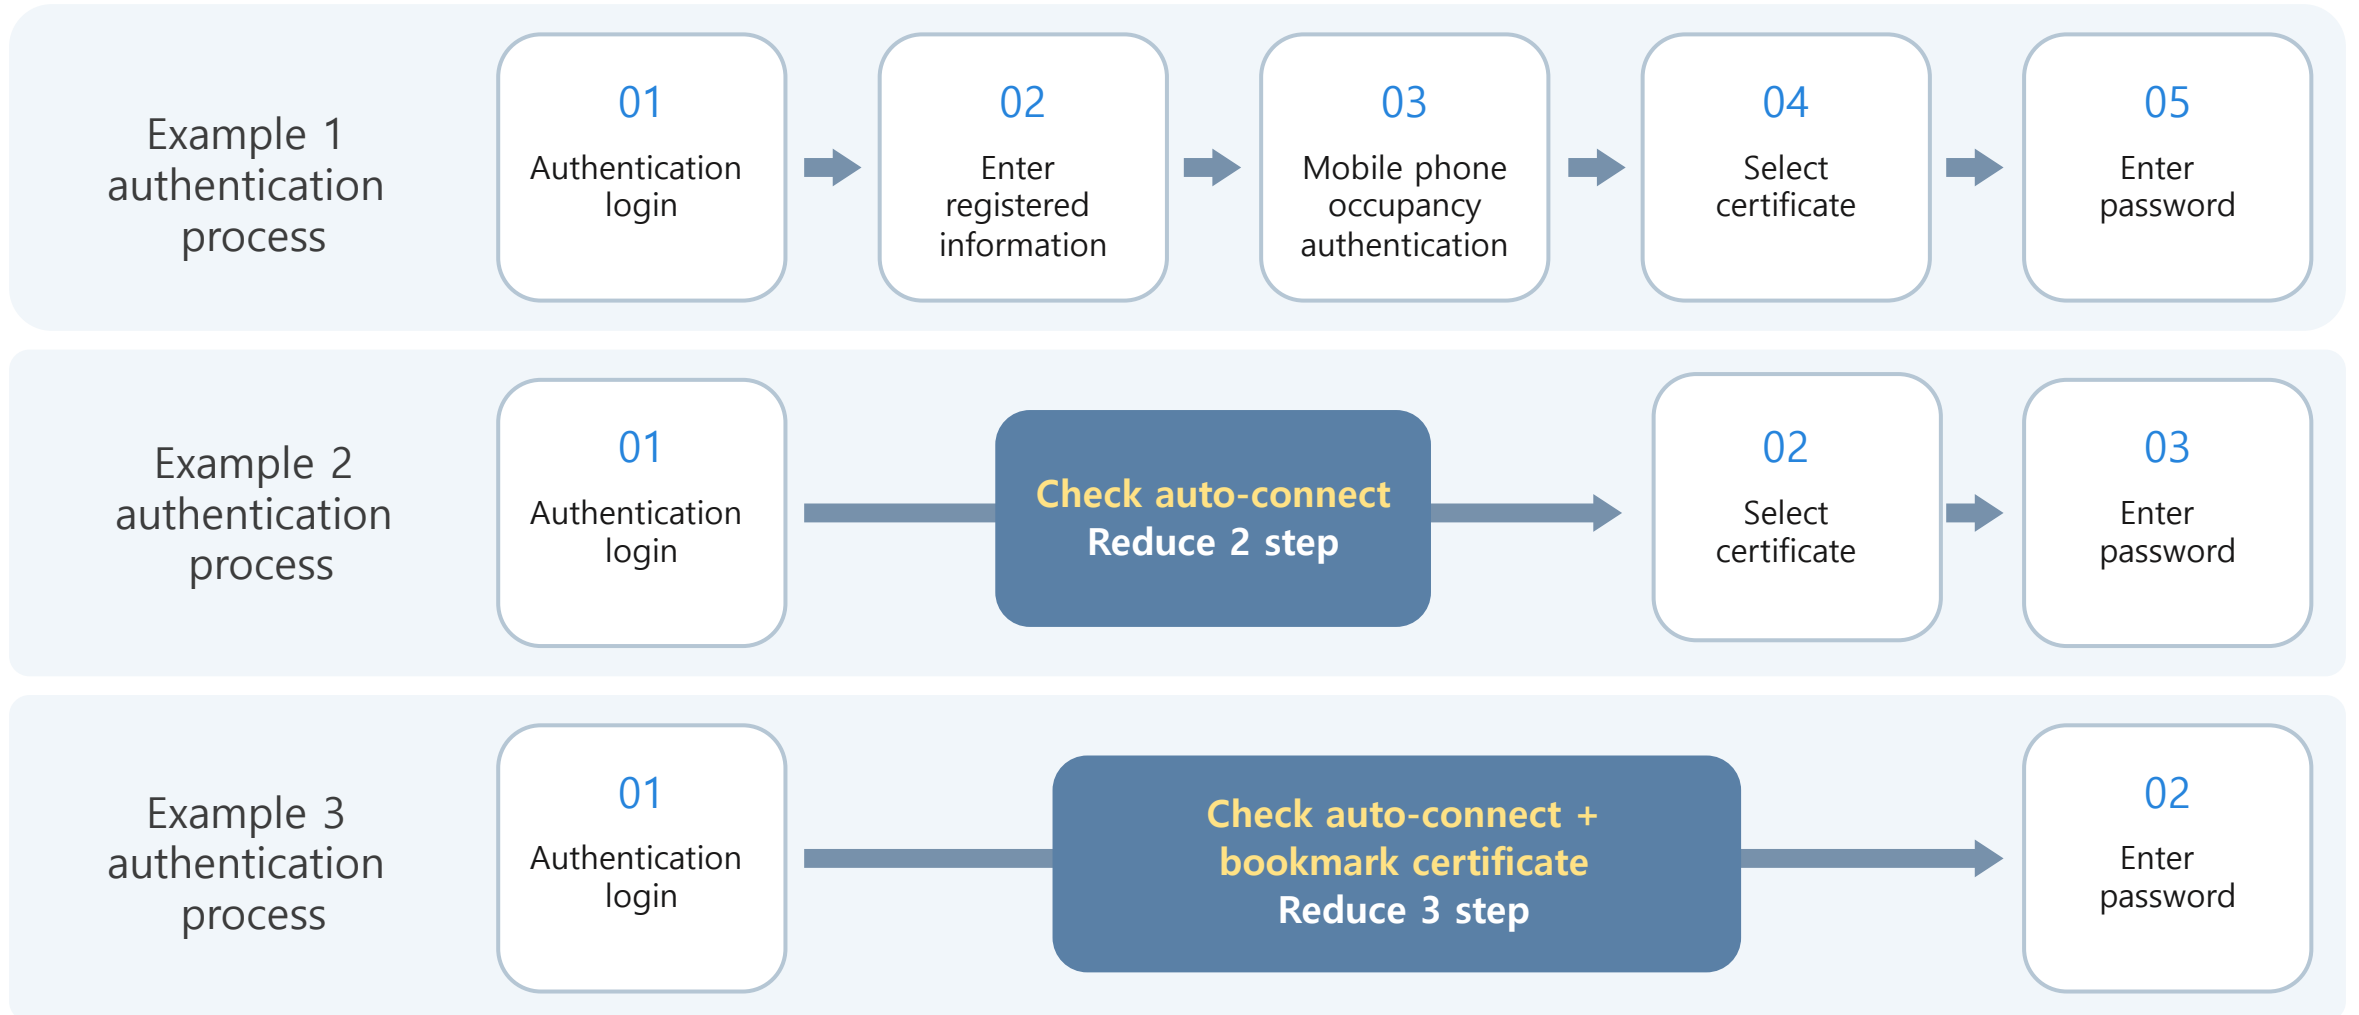 Example 1
authentication
process
01
Authentication
login
02
Enter
registered
information
03
Mobile phone
occupancy
authentication
04
Select
certificate
05
Enter
password
Example 2
authentication
process
01
Authentication
login
Check auto-connect
Reduce 2 step
02
Select
certificate
03
Enter
password
Example 3
authentication
process
01
Authentication
login
Check auto-connect +
bookmark certificate
Reduce 3 step
02
Enter
password